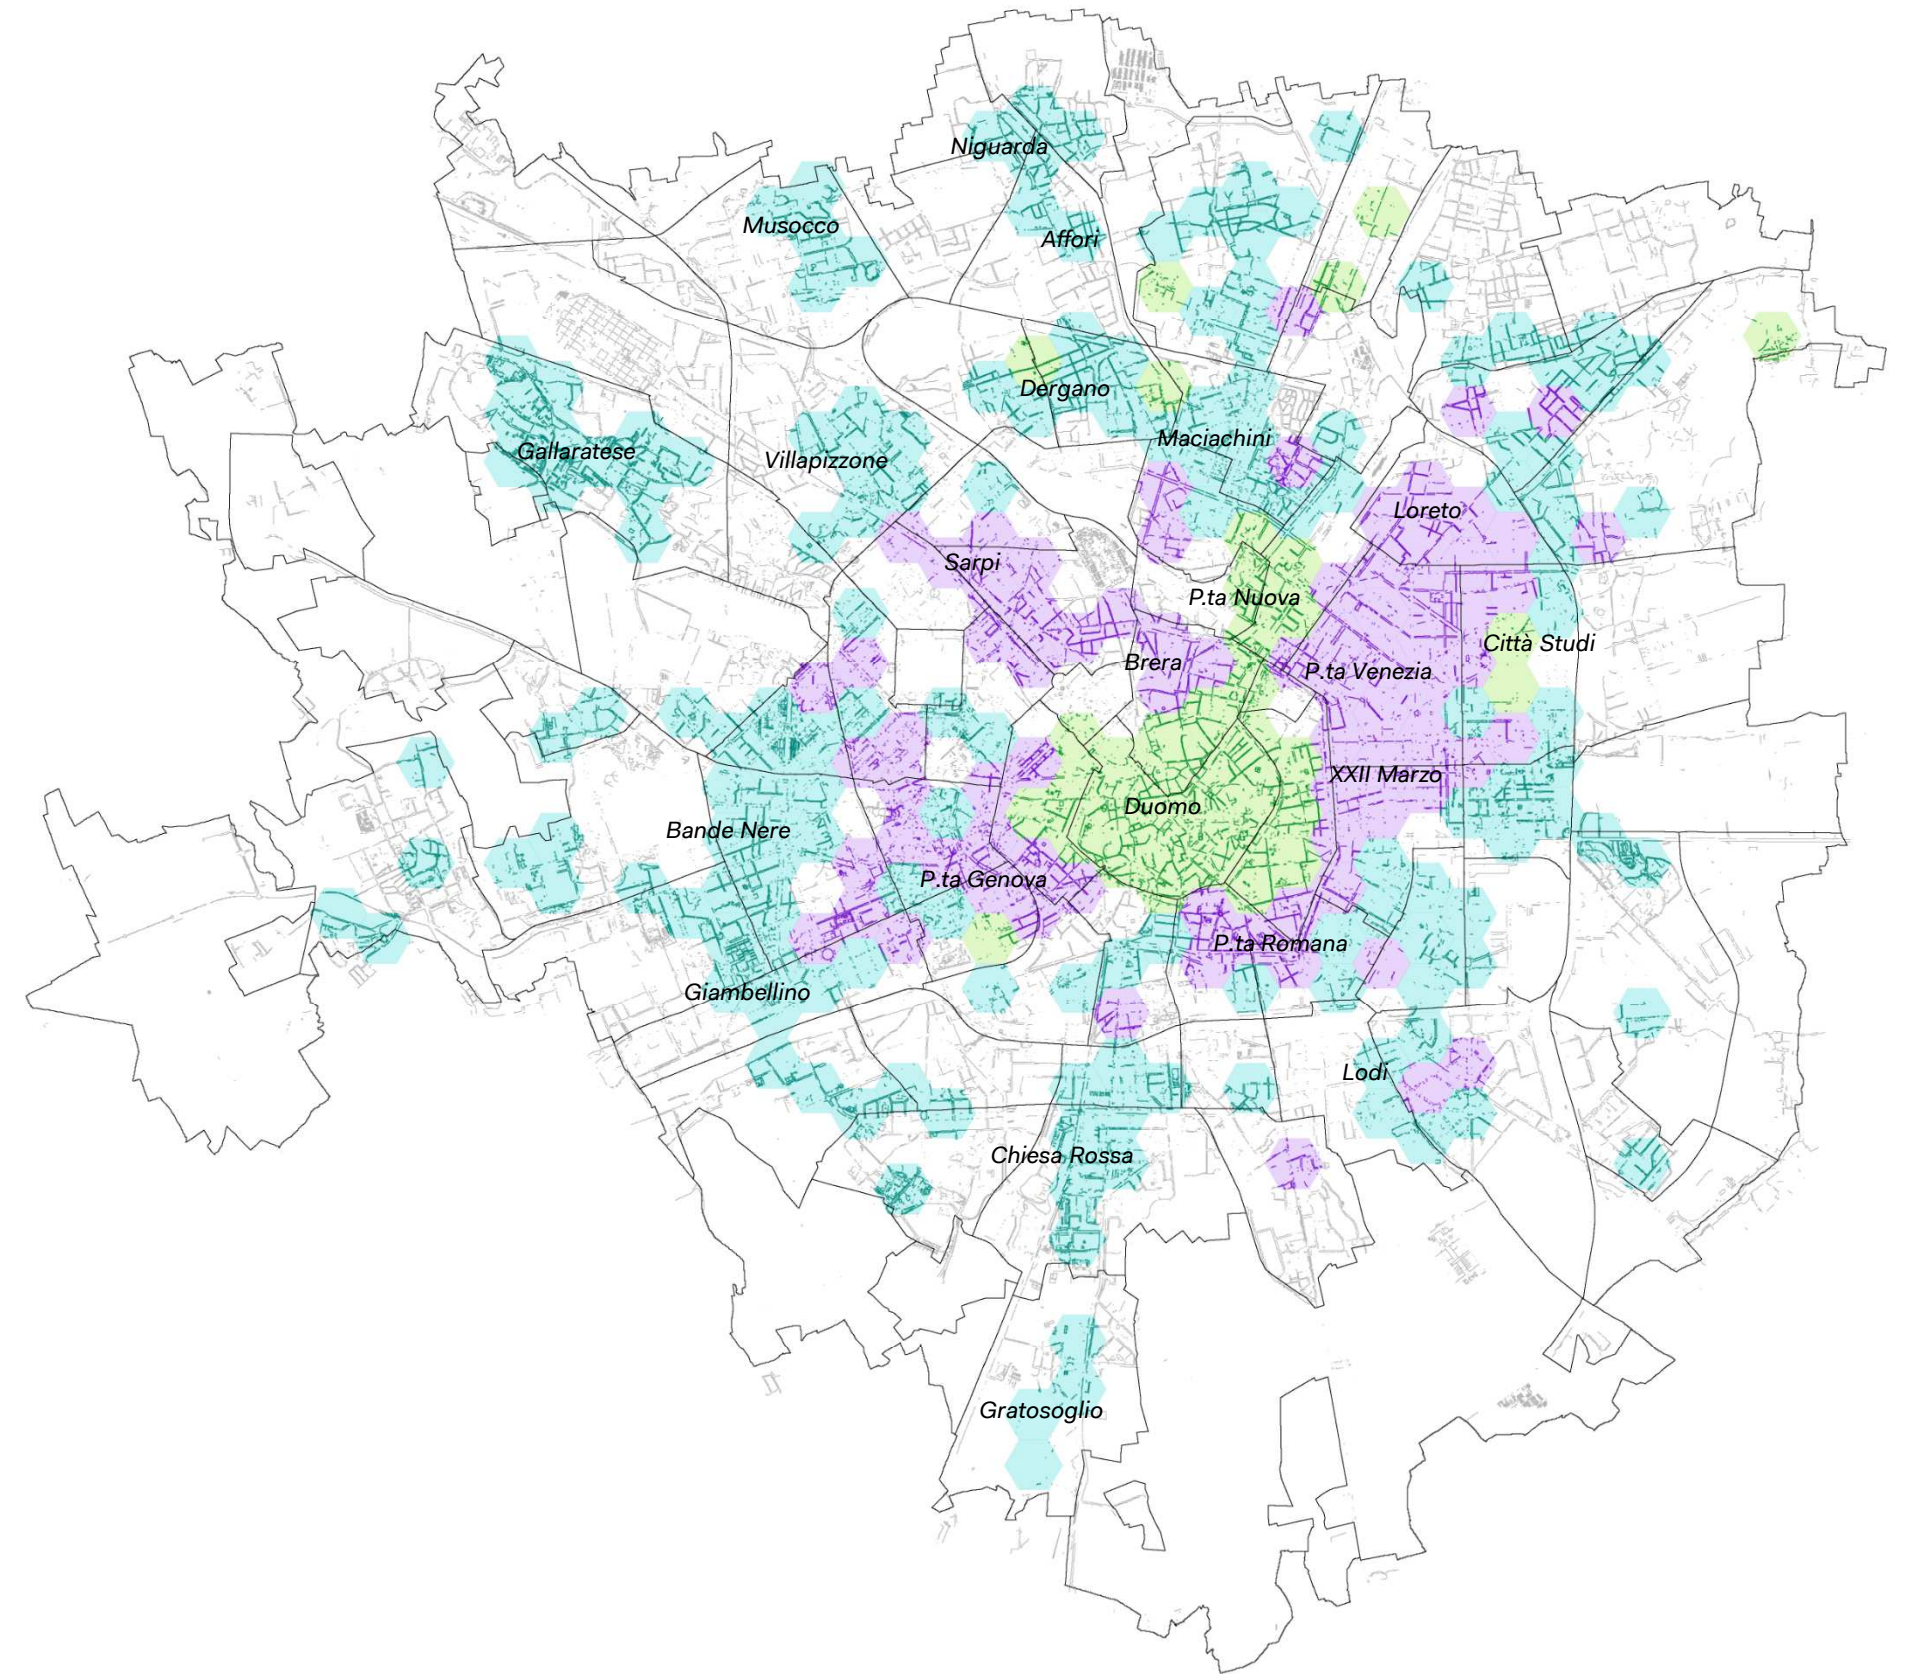 Niguarda
Musocco
Affori
Dergano
Maciachini
Gallaratese
Villapizzone
Loreto
Sarpi
P.ta Nuova
Città Studi
Brera
P.ta Venezia
XXII Marzo
Duomo
Bande Nere
P.ta Genova
P.ta Romana
Giambellino
Lodi
Chiesa Rossa
Gratosoglio